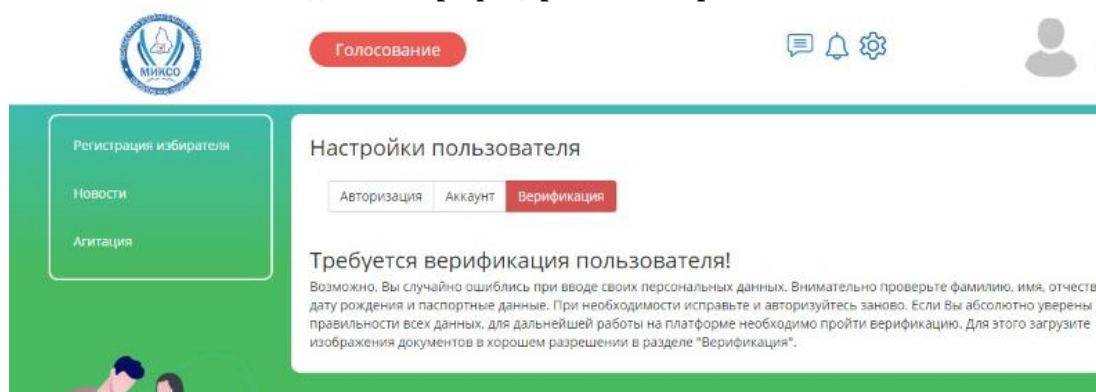 МИКСО
Голосование
Регистрация избирателя
Новости
Агитация
Настройки пользователя
Авторизация Аккаунт Верификация
Требуется верификация пользователя!
Возможно, Вы случайно ошиблись при вводе своих персональных данных. Внимательно проверьте фамилию, имя, отчеств
дату рождения и паспортные данные. При необходимости исправьте и авторизуйтесь заново. Если Вы абсолютно уверены
правильности всех данных, для дальнейшей работы на платформе необходимо пройти верификацию. Для этого загрузите
изображения документов в хорошем разрешении в разделе "Верификация".